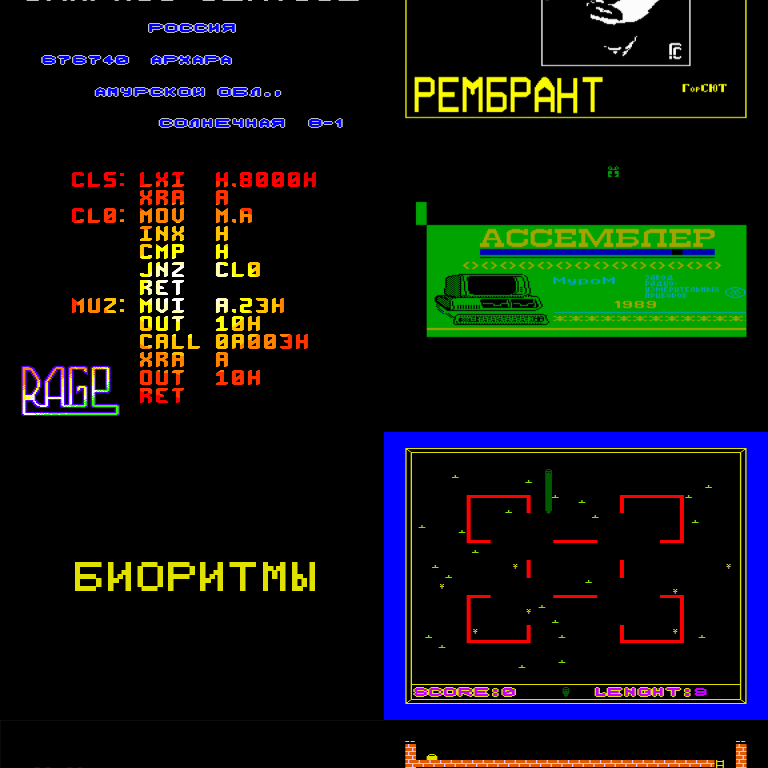 РОССИЯ
676740 АРХАРА
АМУРСКОЙ ОБЛ.,
СОЛНЕЧНАЯ 8-1
РЕМБРАНТ
ГорСЮТ
CLS: LXI H.8000H
XRA A
CL0: MOV M.A
INX H
CMP H
JNZ CL0
RET
MUZ: MVI A.23H
OUT 10H
CALL 0A003H
XRA A
OUT 10H
RET
RAGE
АССЕМБЛЕР
МуроМ
1989
БИОРИТМЫ
SCORE:0
LENGHT:9